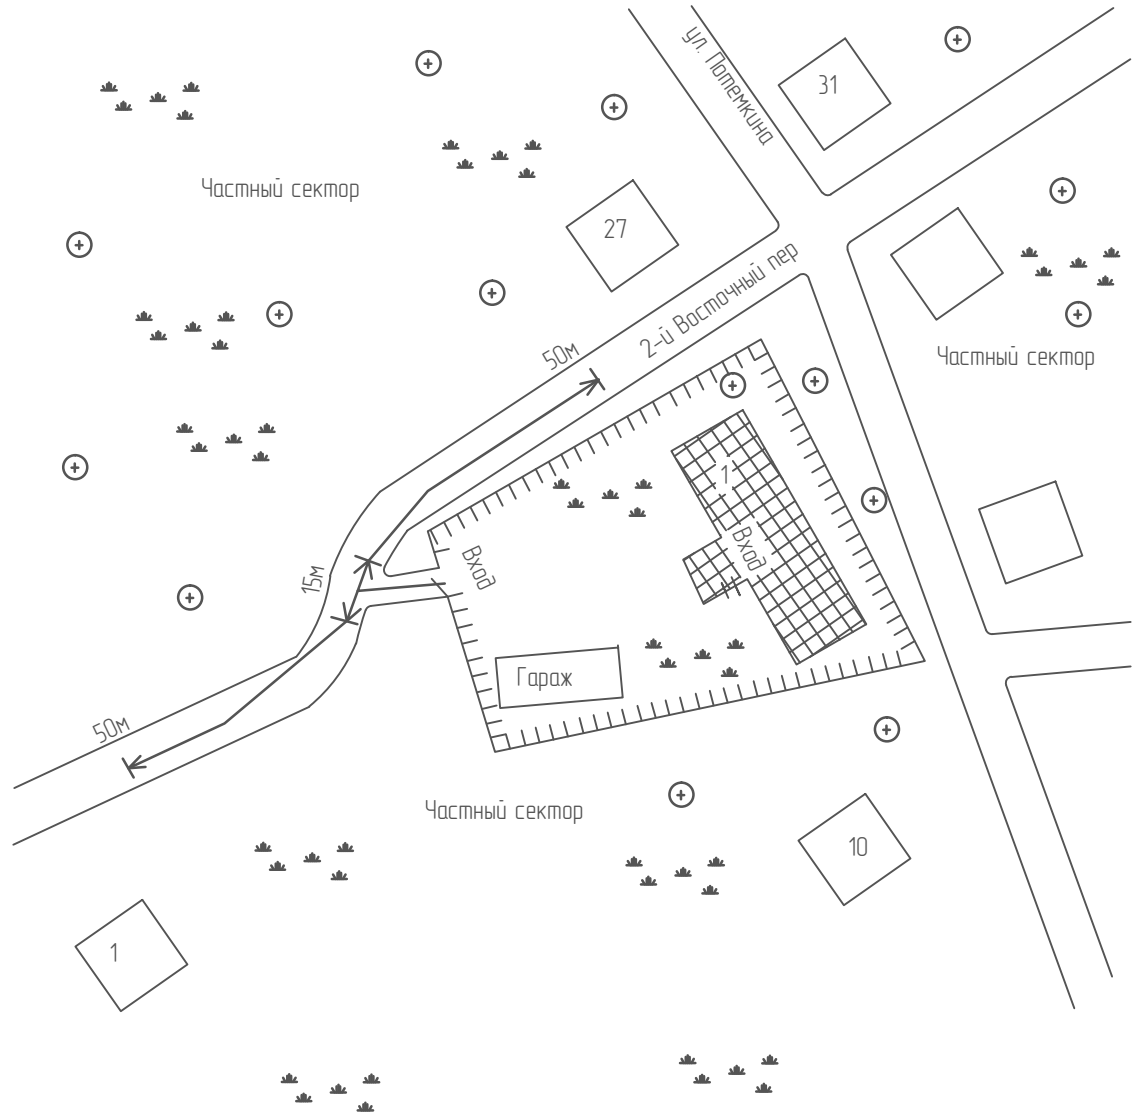 ул. Потемкина
31
Частный сектор
27
2-й Восточный пер
50м
Частный сектор
1
Вход
Вход
15м
Гараж
50м
Частный сектор
10
1